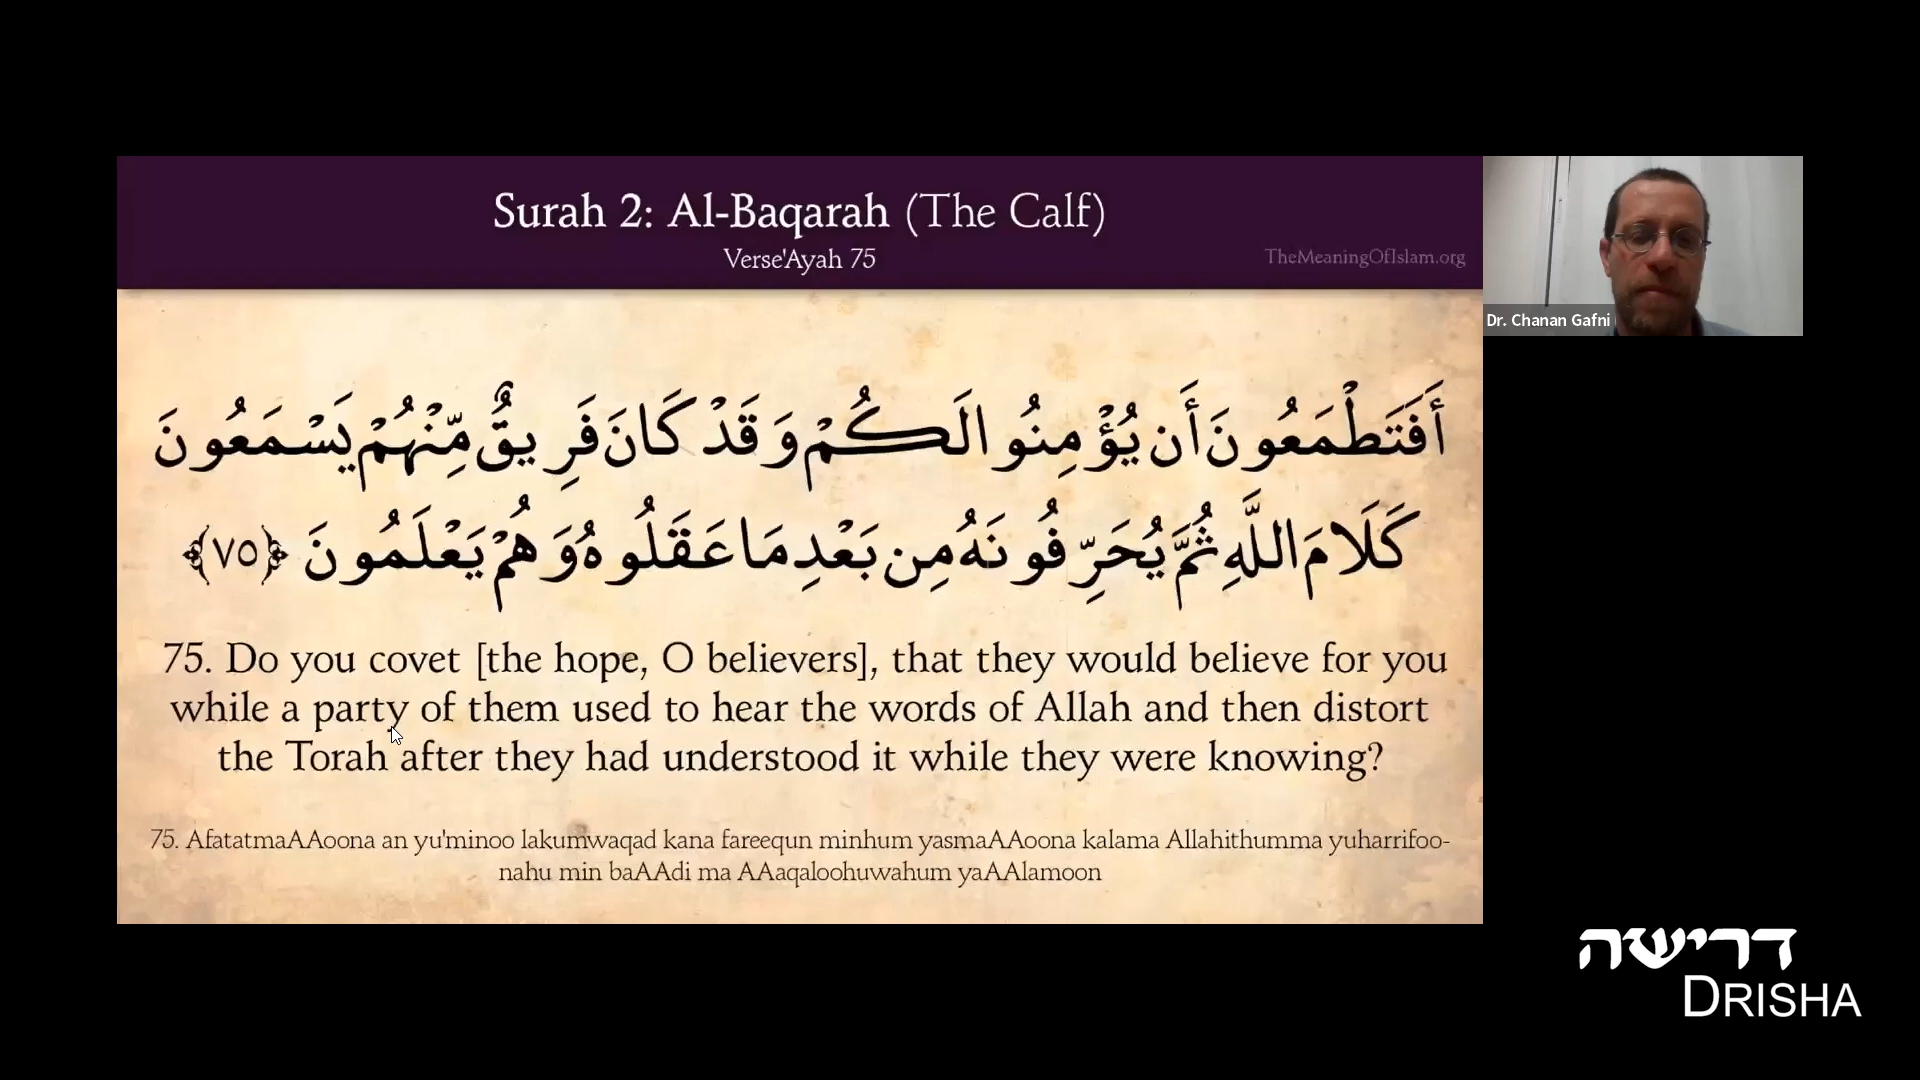 Surah 2: Al-Baqarah (The Calf)
Verse'Ayah 75
TheMeaningOfIslam.org
Dr. Chanan Gafni
أَفَتَطْمَعُونَ أَن يُؤْمِنُوا لَكُمْ وَقَدْ كَانَ فَرِيقٌ مِّنْهُمْ يَسْمَعُونَ
كَلَامَ اللَّهِ ثُمَّ يُحَرِّفُونَهُ مِن بَعْدِ مَا عَقَلُوهُ وَهُمْ يَعْلَمُونَ ﴿٧٥﴾
75. Do you covet [the hope, O believers], that they would believe for you
while a party of them used to hear the words of Allah and then distort
the Torah after they had understood it while they were knowing?
75. AfatatmaAAoona an yu'minoo lakumwaqad kana fareequn minhum yasmaAAoona kalama Allahithumma yuharrifoo-
nahu min baAAdi ma AAaqaloohuwahum yaAAlamoon
דרישה
DRISHA